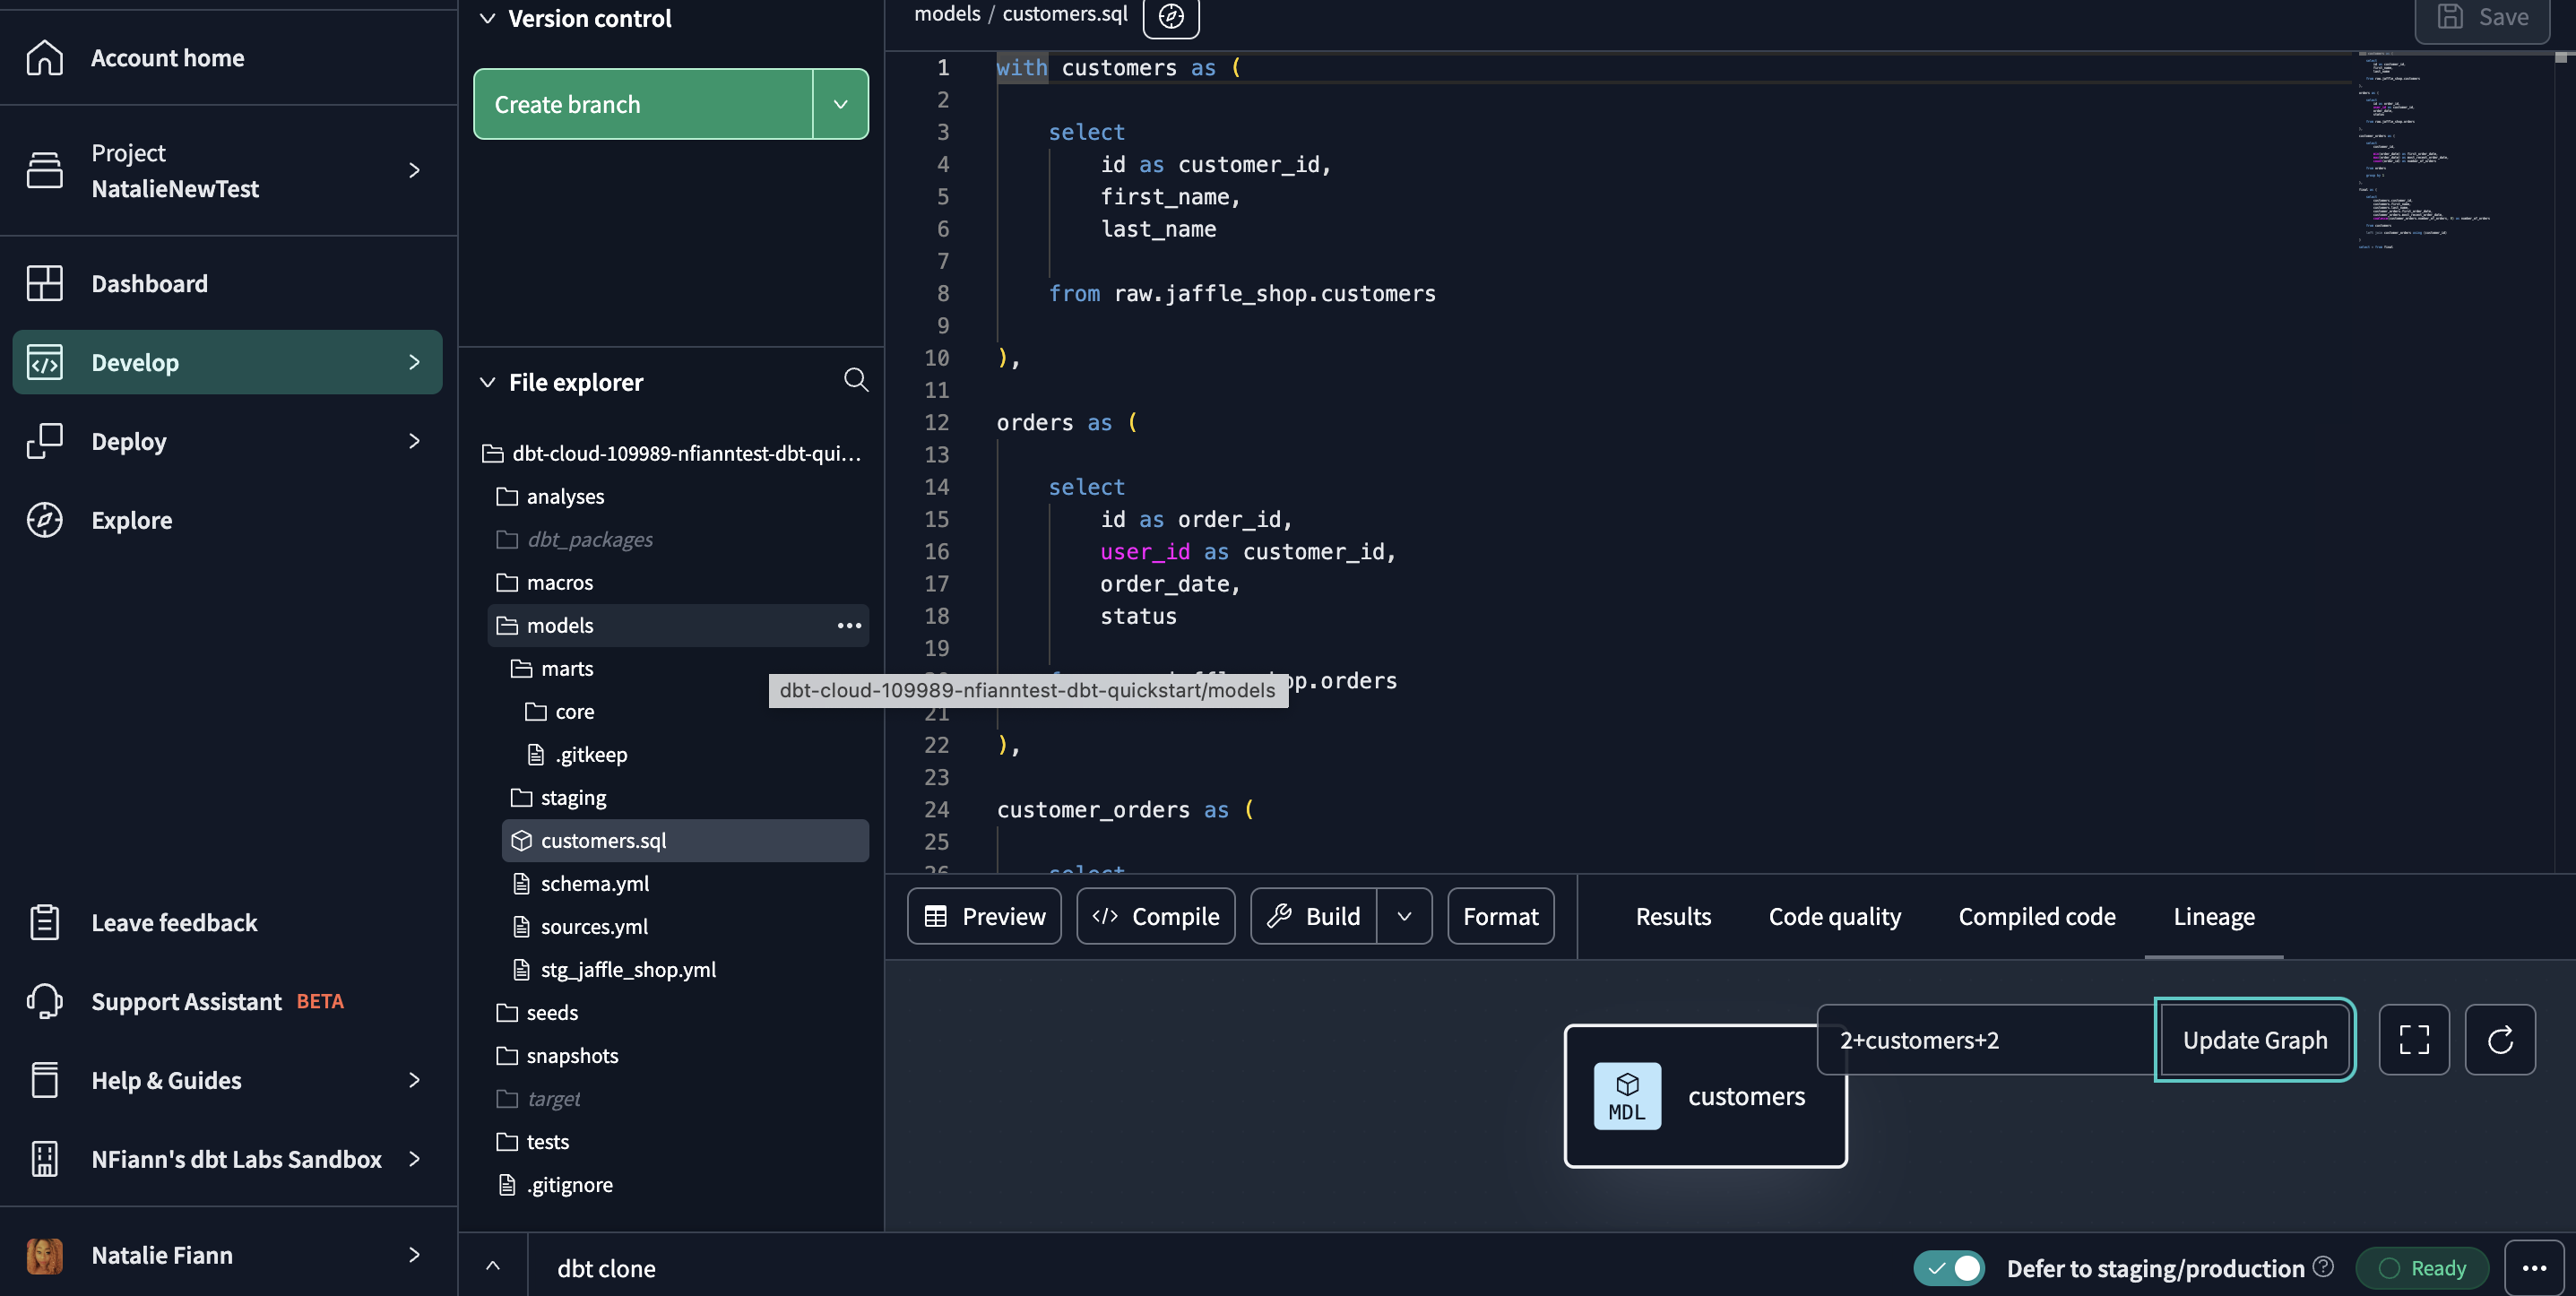 Account home
Project
NatalieNewTest
Dashboard
Develop
Deploy
Explore
Leave feedback
Support Assistant BETA
Help & Guides
NFiann's dbt Labs Sandbox
Natalie Fiann
Version control
Create branch
File explorer
dbt-cloud-109989-nfianntest-dbt-qui...
analyses
dbt_packages
macros
models
marts
core
.gitkeep
staging
customers.sql
schema.yml
sources.yml
stg_jaffle_shop.yml
seeds
snapshots
target
tests
.gitignore
dbt-cloud-109989-nfianntest-dbt-quickstart/models
models / customers.sql
Save
1 with customers as (
2
3 select
4 id as customer_id,
5 first_name,
6 last_name
7
8 from raw.jaffle_shop.customers
9
10 ),
11
12 orders as (
13
14 select
15 id as order_id,
16 user_id as customer_id,
17 order_date,
18 status
19
op.orders
21
22 ),
23
24 customer_orders as (
25
26 select
Preview
Compile
Build
Format
Results
Code quality
Compiled code
Lineage
MDL
customers
2+customers+2
Update Graph
dbt clone
Defer to staging/production
Ready